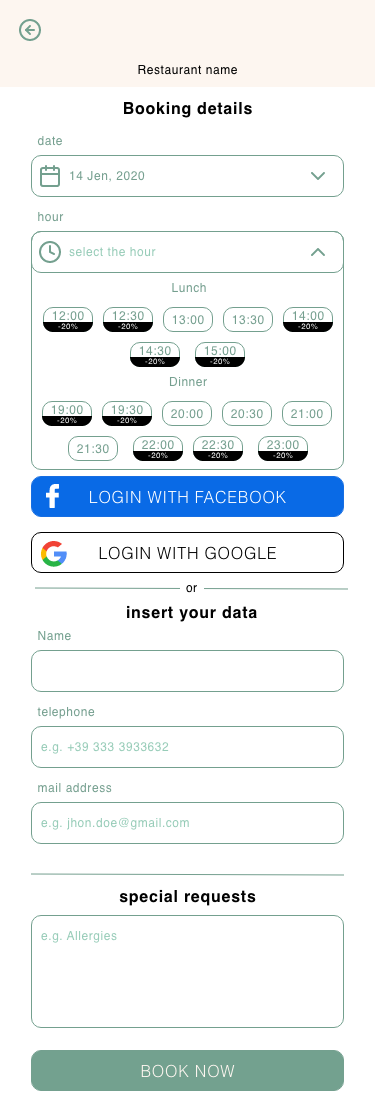 Restaurant name
Booking details
date
14 Jen, 2020
hour
select the hour
Lunch
12:00 12:30 13:00 13:30 14:00
-20% -20% -20%
14:30 15:00
-20% -20%
Dinner
19:00 19:30 20:00 20:30 21:00
-20% -20%
21:30 22:00 22:30 23:00
-20% -20% -20%
LOGIN WITH FACEBOOK
LOGIN WITH GOOGLE
or
insert your data
Name
telephone
e.g. +39 333 3933632
mail address
e.g. jhon.doe@gmail.com
special requests
e.g. Allergies
BOOK NOW